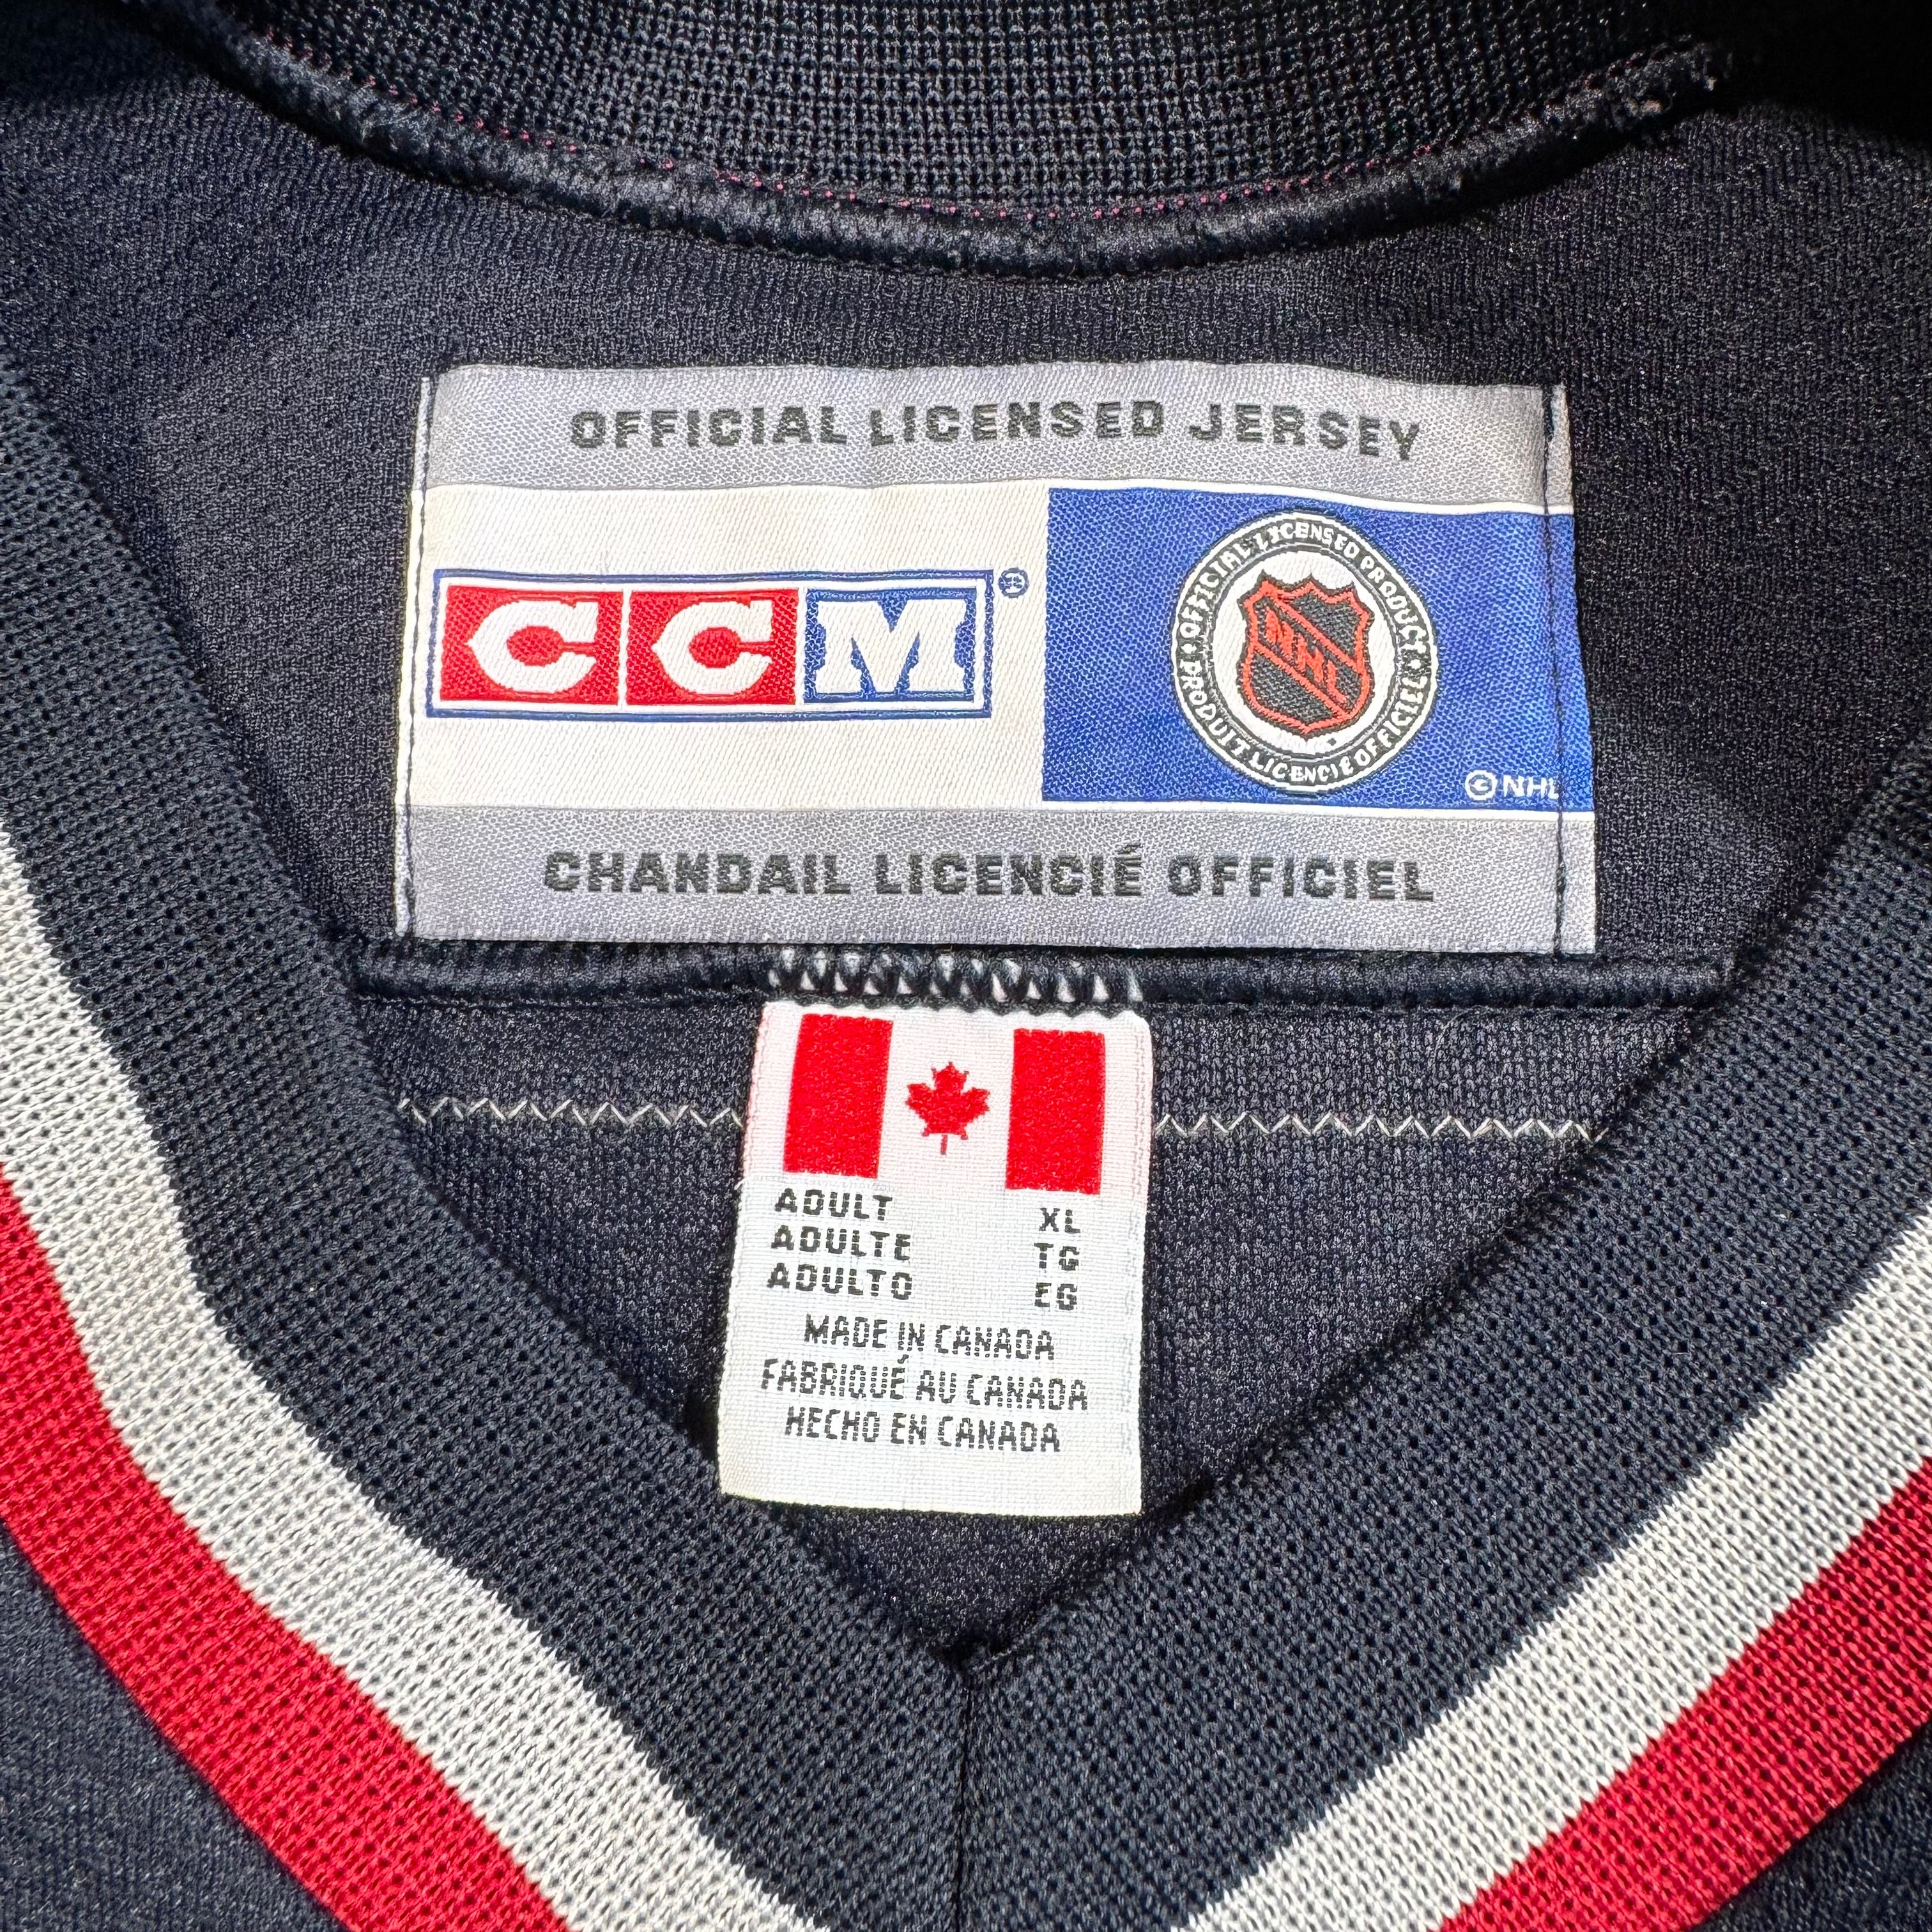 OFFICIAL LICENSED JERSEY
CCM®
OFFICIAL LICENSED PRODUCT
NHL
PRODUIT LICENCIÉ OFFICIEL
© NHL
CHANDAIL LICENCIÉ OFFICIEL
ADULT XL
ADULTE TG
ADULTO EG
MADE IN CANADA
FABRIQUÉ AU CANADA
HECHO EN CANADA